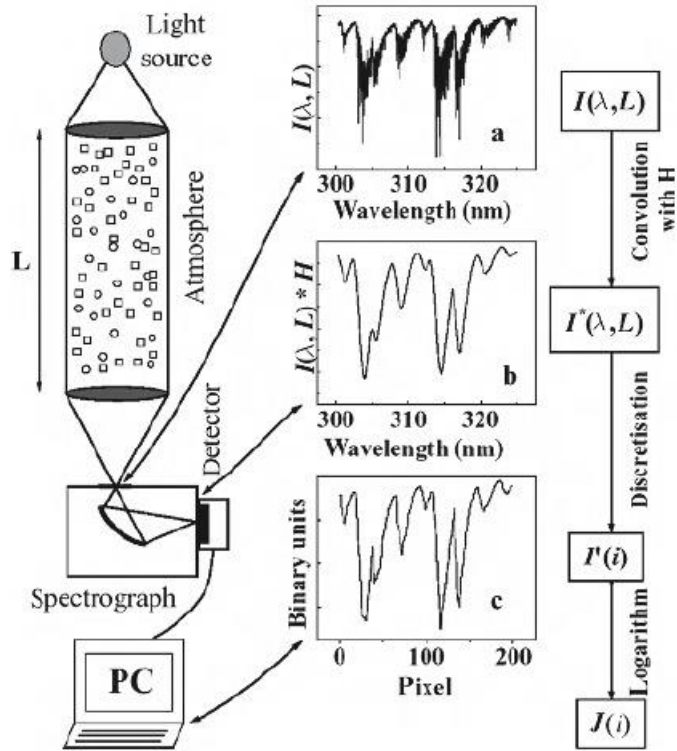 Light
source
L
Atmosphere
Detector
Spectrograph
PC
I(λ, L)
a
300 310 320
Wavelength (nm)
I(λ, L) * H
b
300 310 320
Wavelength (nm)
Binary units
c
0 100 200
Pixel
I(λ,L)
Convolution
with H
I*(λ,L)
Discretisation
I'(i)
Logarithm
J(i)